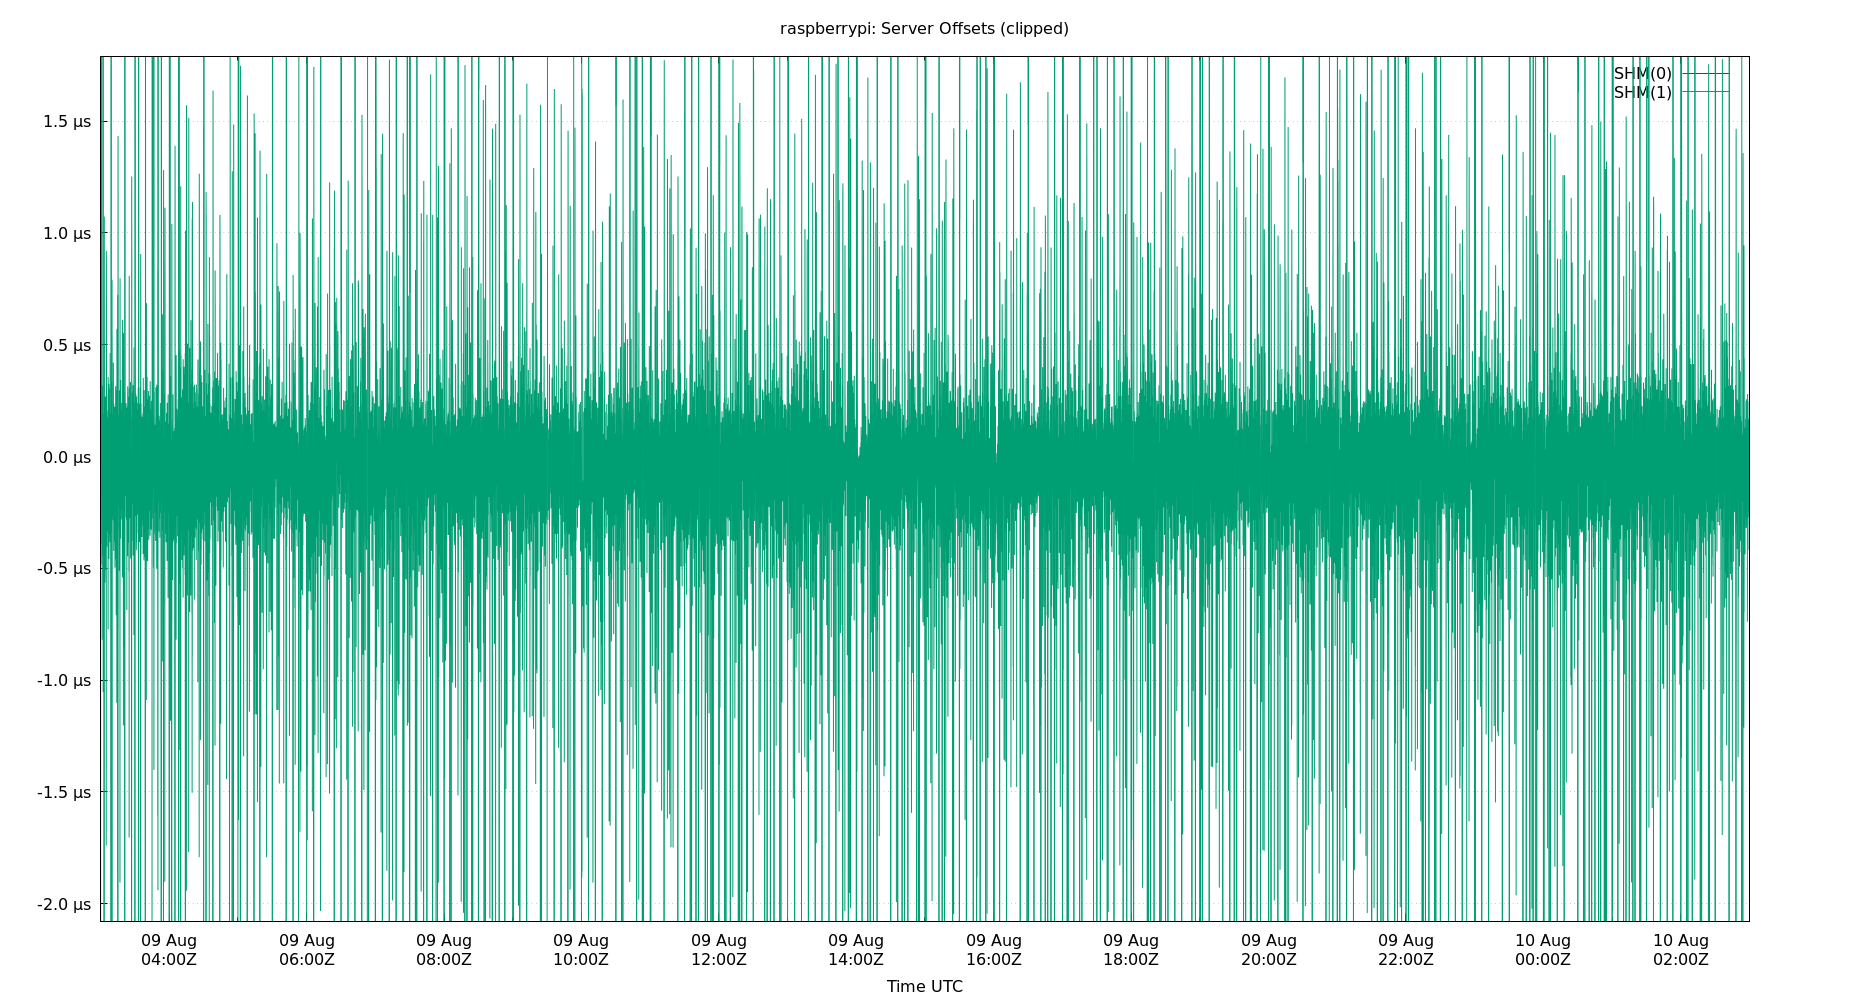 raspberrypi: Server Offsets (clipped)
SHM(0)
SHM(1)
1.5 µs
1.0 µs
0.5 µs
0.0 µs
-0.5 µs
-1.0 µs
-1.5 µs
-2.0 µs
09 Aug 09 Aug 09 Aug 09 Aug 09 Aug 09 Aug 09 Aug 09 Aug 09 Aug 09 Aug 10 Aug 10 Aug
04:00Z 06:00Z 08:00Z 10:00Z 12:00Z 14:00Z 16:00Z 18:00Z 20:00Z 22:00Z 00:00Z 02:00Z
Time UTC